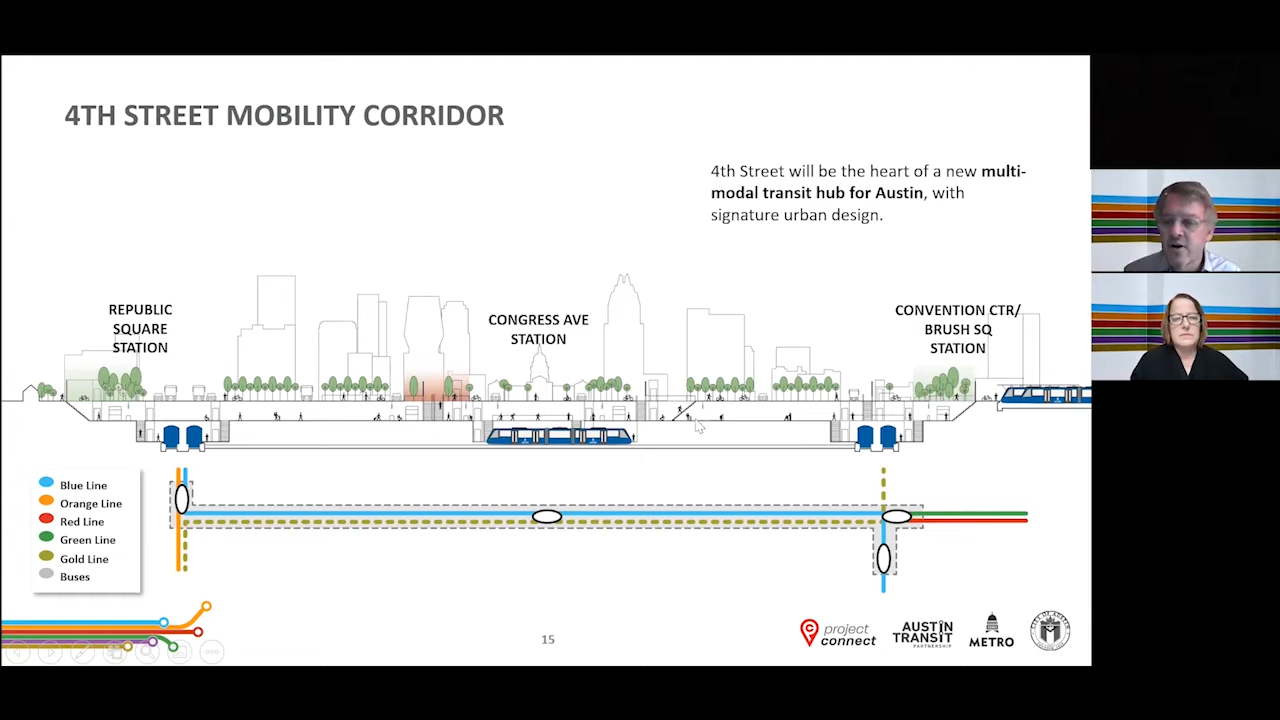 4TH STREET MOBILITY CORRIDOR
4th Street will be the heart of a new multi-
modal transit hub for Austin, with
signature urban design.
REPUBLIC
SQUARE
STATION
CONGRESS AVE
STATION
CONVENTION CTR/
BRUSH SQ
STATION
Blue Line
Orange Line
Red Line
Green Line
Gold Line
Buses
15
project
connect
AUSTIN
TRANSIT
PARTNERSHIP
METRO